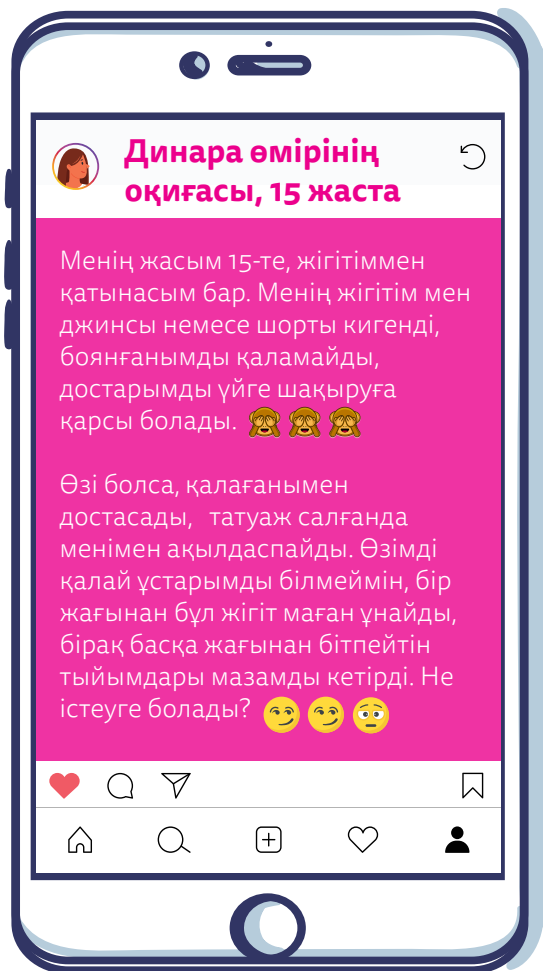 Динара өмірінің
оқиғасы, 15 жаста
Менің жасым 15-те, жігітіммен
қатынасым бар. Менің жігітім мен
джинсы немесе шорты кигенді,
боянғанымды қаламайды,
достарымды үйге шақыруға
қарсы болады. 🙈 🙈 🙈
Өзі болса, қалағанымен
достасады, татуаж салғанда
менімен ақылдаспайды. Өзімді
қалай ұстарымды білмеймін, бір
жағынан бұл жігіт маған ұнайды,
бірақ басқа жағынан бітпейтін
тыйымдары мазамды кетірді. Не
істеуге болады? 😏 😏 😳